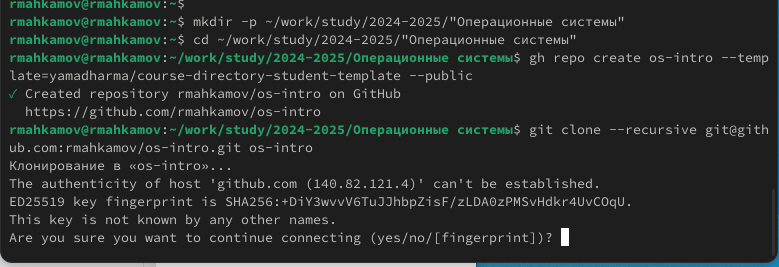 rmahkamov@rmahkamov:~$
rmahkamov@rmahkamov:~$ mkdir -p ~/work/study/2024-2025/"Операционные системы"
rmahkamov@rmahkamov:~$ cd ~/work/study/2024-2025/"Операционные системы"
rmahkamov@rmahkamov:~/work/study/2024-2025/Операционные системы$ gh repo create os-intro --temp
late=yamadharma/course-directory-student-template --public
✓ Created repository rmahkamov/os-intro on GitHub
  https://github.com/rmahkamov/os-intro
rmahkamov@rmahkamov:~/work/study/2024-2025/Операционные системы$ git clone --recursive git@gith
ub.com:rmahkamov/os-intro.git os-intro
Клонирование в «os-intro»...
The authenticity of host 'github.com (140.82.121.4)' can't be established.
ED25519 key fingerprint is SHA256:+DiY3wvvV6TuJJhbpZisF/zLDA0zPMSvHdkr4UvCOqU.
This key is not known by any other names.
Are you sure you want to continue connecting (yes/no/[fingerprint])?